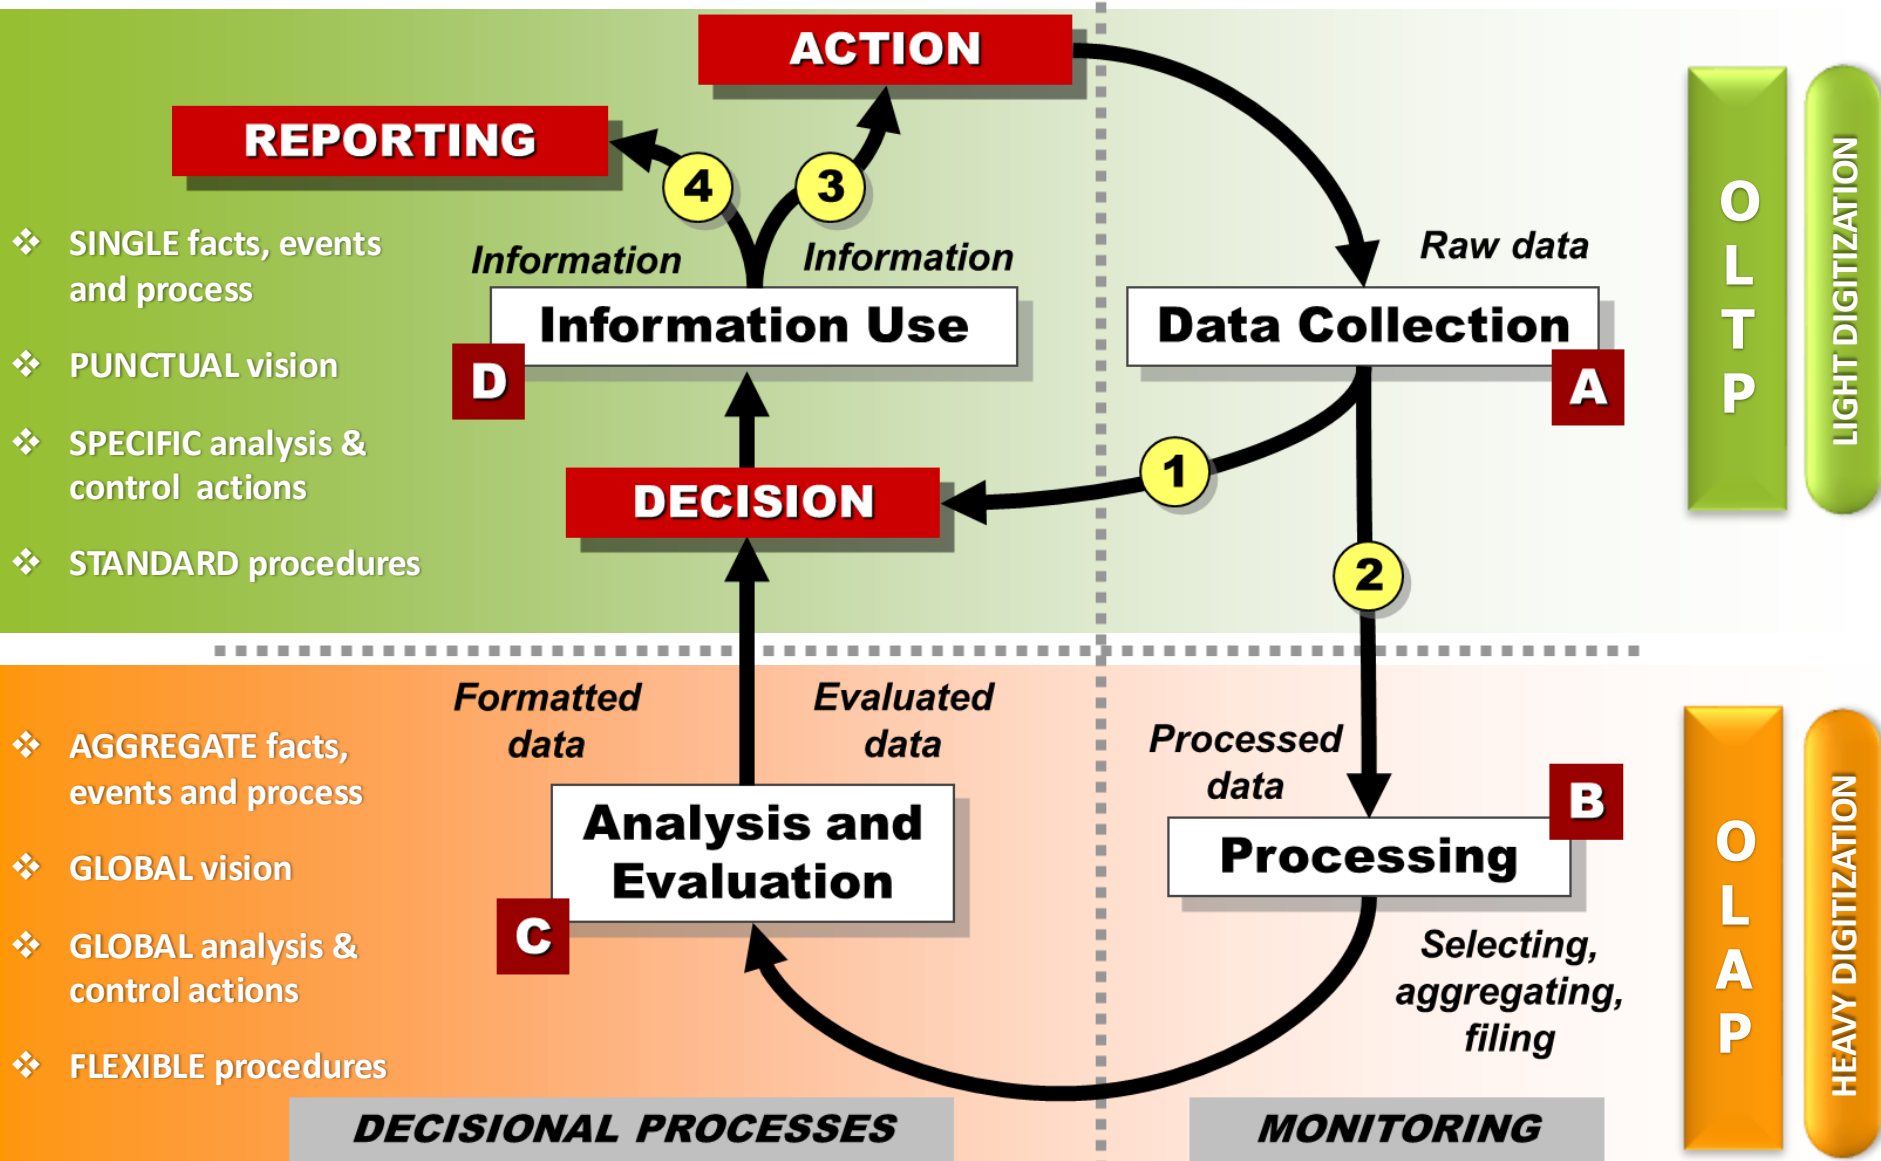 ACTION
REPORTING
4
3
❖ SINGLE facts, events
and process
❖ PUNCTUAL vision
❖ SPECIFIC analysis &
control actions
❖ STANDARD procedures
Information
Information
Information Use
D
DECISION
Raw data
Data Collection
A
1
2
OLTP
LIGHT DIGITIZATION
❖ AGGREGATE facts,
events and process
❖ GLOBAL vision
❖ GLOBAL analysis &
control actions
❖ FLEXIBLE procedures
Formatted
data
Evaluated
data
Analysis and
Evaluation
C
Processed
data
B
Processing
Selecting,
aggregating,
filing
OLAP
HEAVY DIGITIZATION
DECISIONAL PROCESSES
MONITORING